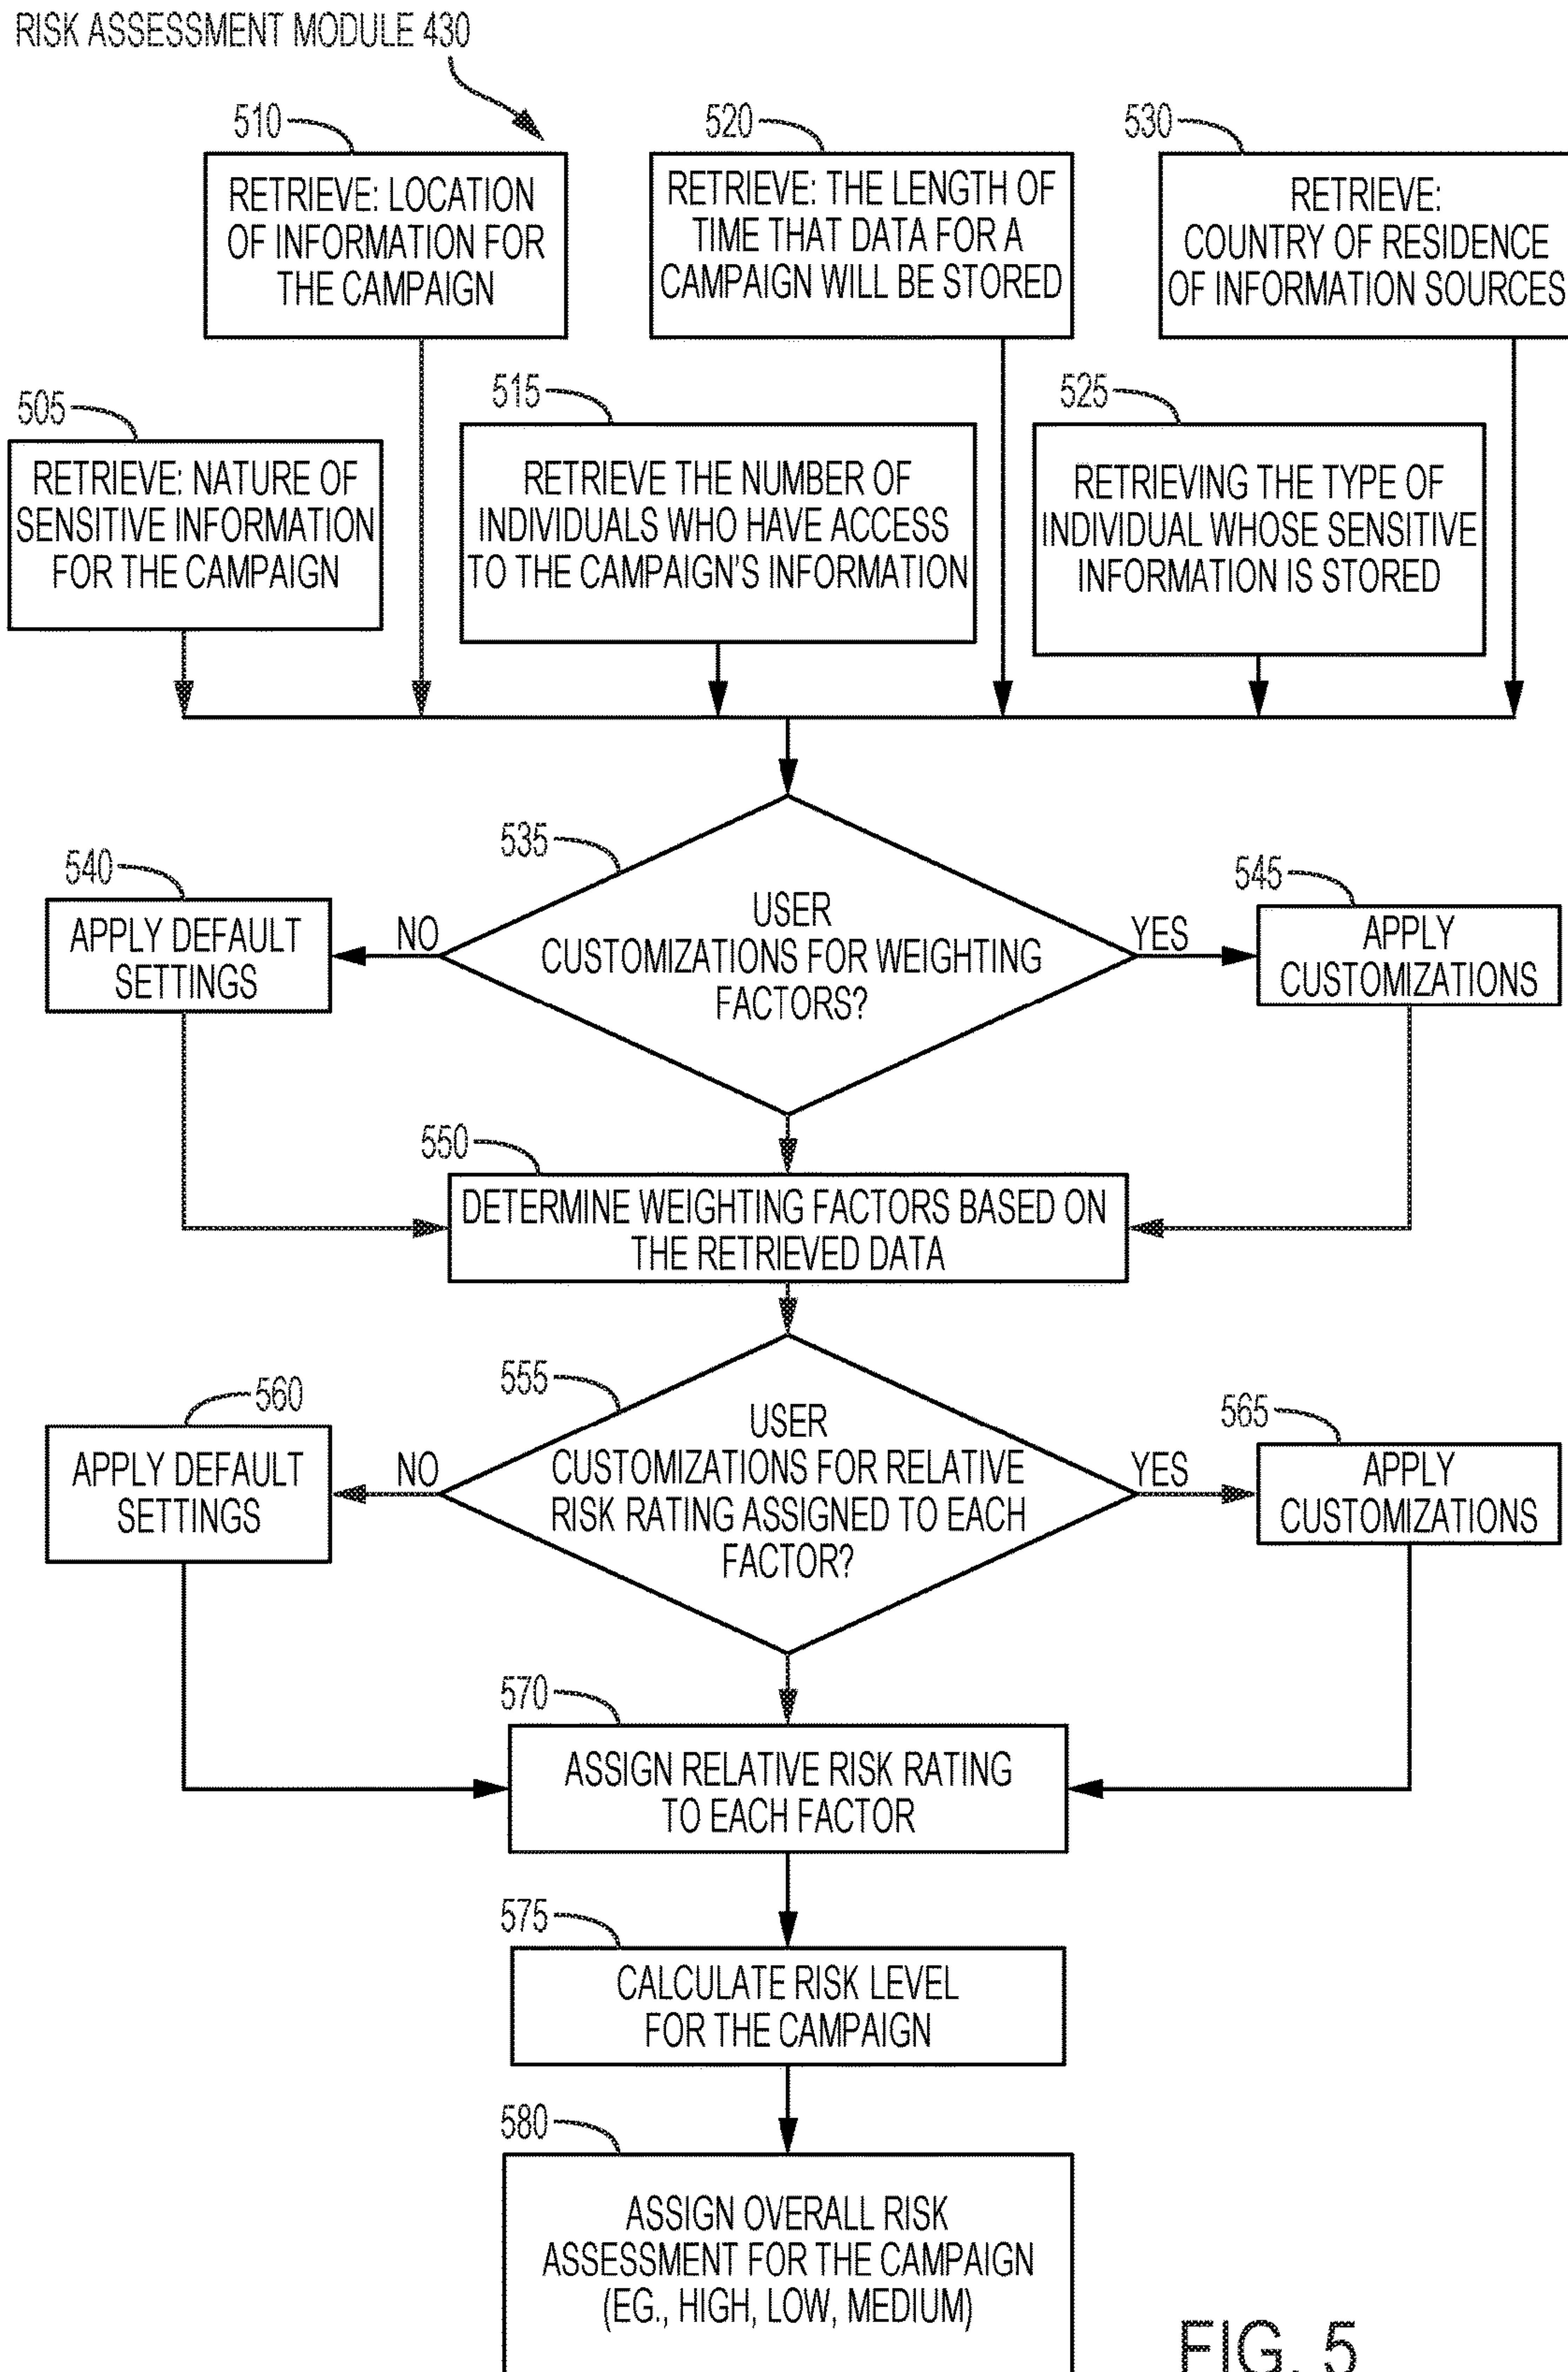 RISK ASSESSMENT MODULE 430
510
RETRIEVE: LOCATION
OF INFORMATION FOR
THE CAMPAIGN
520
RETRIEVE: THE LENGTH OF
TIME THAT DATA FOR A
CAMPAIGN WILL BE STORED
530
RETRIEVE:
COUNTRY OF RESIDENCE
OF INFORMATION SOURCES
505
RETRIEVE: NATURE OF
SENSITIVE INFORMATION
FOR THE CAMPAIGN
515
RETRIEVE THE NUMBER OF
INDIVIDUALS WHO HAVE ACCESS
TO THE CAMPAIGN'S INFORMATION
525
RETRIEVING THE TYPE OF
INDIVIDUAL WHOSE SENSITIVE
INFORMATION IS STORED
535
USER
CUSTOMIZATIONS FOR WEIGHTING
FACTORS?
540
NO
APPLY DEFAULT
SETTINGS
545
YES
APPLY
CUSTOMIZATIONS
550
DETERMINE WEIGHTING FACTORS BASED ON
THE RETRIEVED DATA
555
USER
CUSTOMIZATIONS FOR RELATIVE
RISK RATING ASSIGNED TO EACH
FACTOR?
560
NO
APPLY DEFAULT
SETTINGS
565
YES
APPLY
CUSTOMIZATIONS
570
ASSIGN RELATIVE RISK RATING
TO EACH FACTOR
575
CALCULATE RISK LEVEL
FOR THE CAMPAIGN
580
ASSIGN OVERALL RISK
ASSESSMENT FOR THE CAMPAIGN
(EG., HIGH, LOW, MEDIUM)
FIG. 5